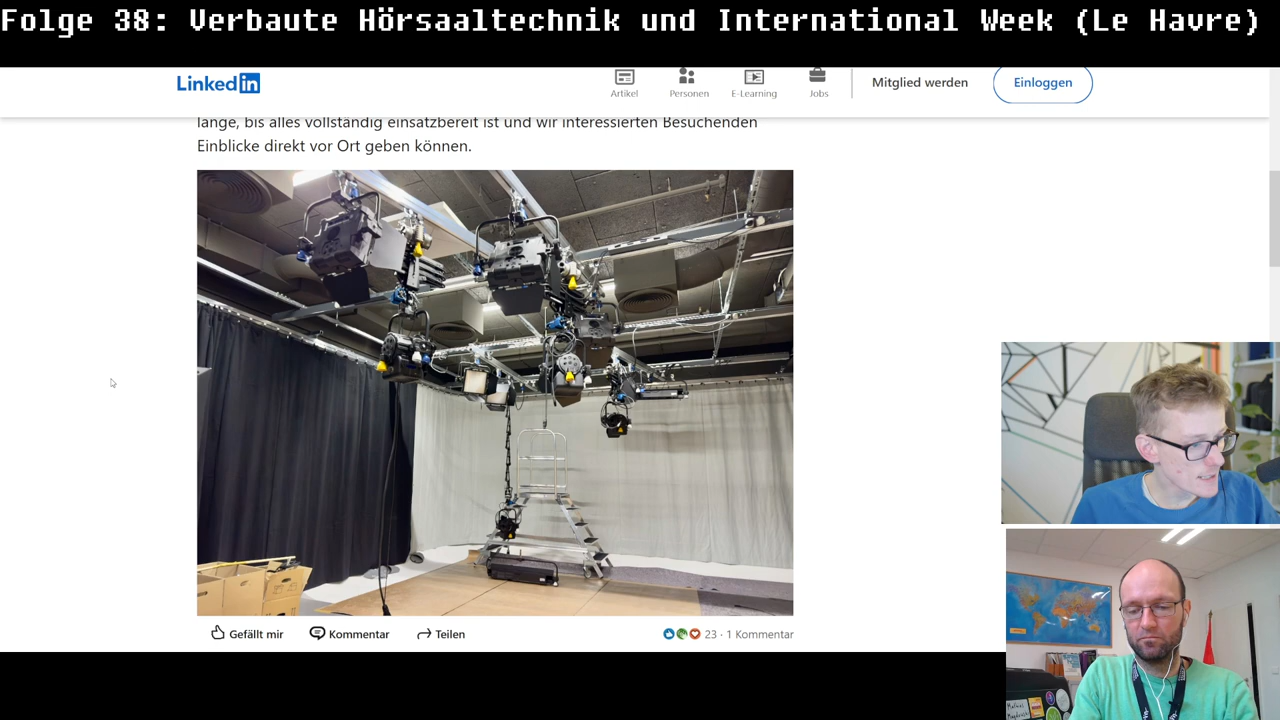 Folge 38: Verbaute Hörsaaltechnik und International Week (Le Havre)
Linkedin
Artikel
Personen
E-Learning
Jobs
Mitglied werden
Einloggen
lange, bis alles vollständig einsatzbereit ist und wir interessierten Besuchenden
Einblicke direkt vor Ort geben können.
Gefällt mir
Kommentar
Teilen
23 · 1 Kommentar